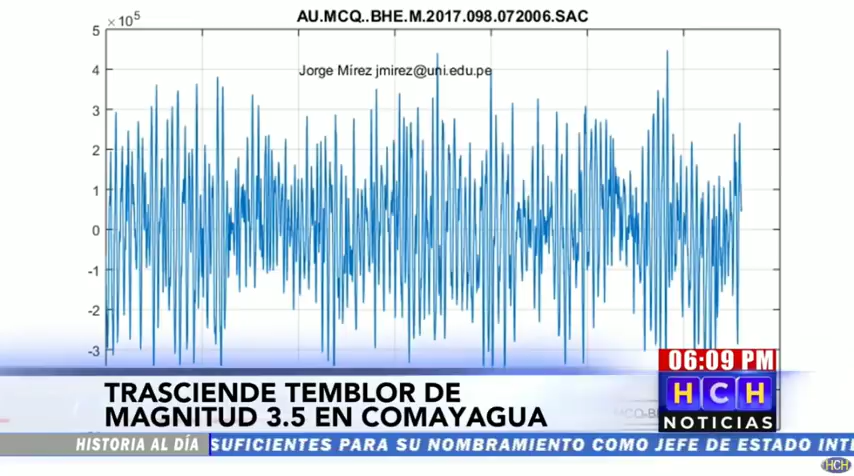 AU.MCQ..BHE.M.2017.098.072006.SAC
×10⁵
5
Jorge Mírez jmirez@uni.edu.pe
4
3
2
1
0
-1
-2
-3
06:09 PM
HCH
NOTICIAS
TRASCIENDE TEMBLOR DE
MAGNITUD 3.5 EN COMAYAGUA
HISTORIA AL DÍA SUFICIENTES PARA SU NOMBRAMIENTO COMO JEFE DE ESTADO INT
HCH